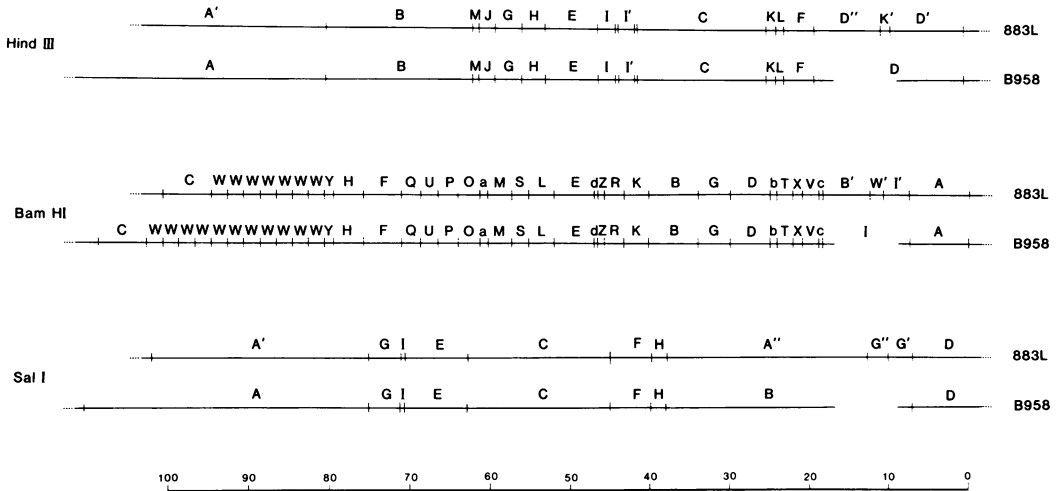 A′ B M J G H E I I′ C K L F D″ K′ D′
883L
Hind III
A B M J G H E I I′ C K L F D
B958
C W W W W W W W Y H F Q U P O a M S L E d Z R K B G D b T X V c B′ W′ I′ A
883L
Bam HI
C W W W W W W W W W W W Y H F Q U P O a M S L E d Z R K B G D b T X V c I A
B958
A′ G I E C F H A″ G″ G′ D
883L
Sal I
A G I E C F H B D
B958
100 90 80 70 60 50 40 30 20 10 0